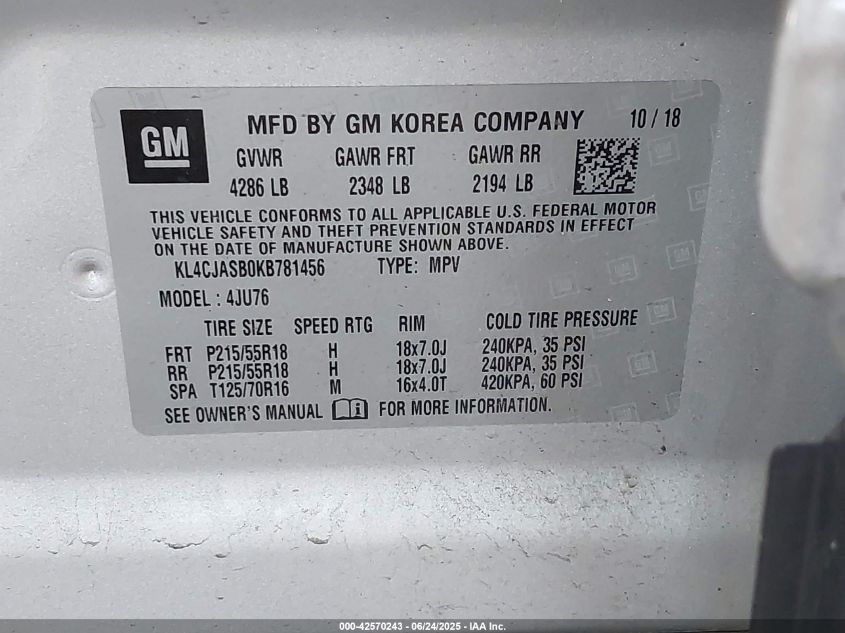 GM
MFD BY GM KOREA COMPANY 10 / 18
GVWR GAWR FRT GAWR RR
4286 LB 2348 LB 2194 LB
THIS VEHICLE CONFORMS TO ALL APPLICABLE U.S. FEDERAL MOTOR
VEHICLE SAFETY AND THEFT PREVENTION STANDARDS IN EFFECT
ON THE DATE OF MANUFACTURE SHOWN ABOVE.
KL4CJASB0KB781456 TYPE: MPV
MODEL : 4JU76
TIRE SIZE SPEED RTG RIM COLD TIRE PRESSURE
FRT P215/55R18 H 18x7.0J 240KPA, 35 PSI
RR P215/55R18 H 18x7.0J 240KPA, 35 PSI
SPA T125/70R16 M 16x4.0T 420KPA, 60 PSI
SEE OWNER'S MANUAL FOR MORE INFORMATION.
000-42570243 - 06/24/2025 - IAA Inc.